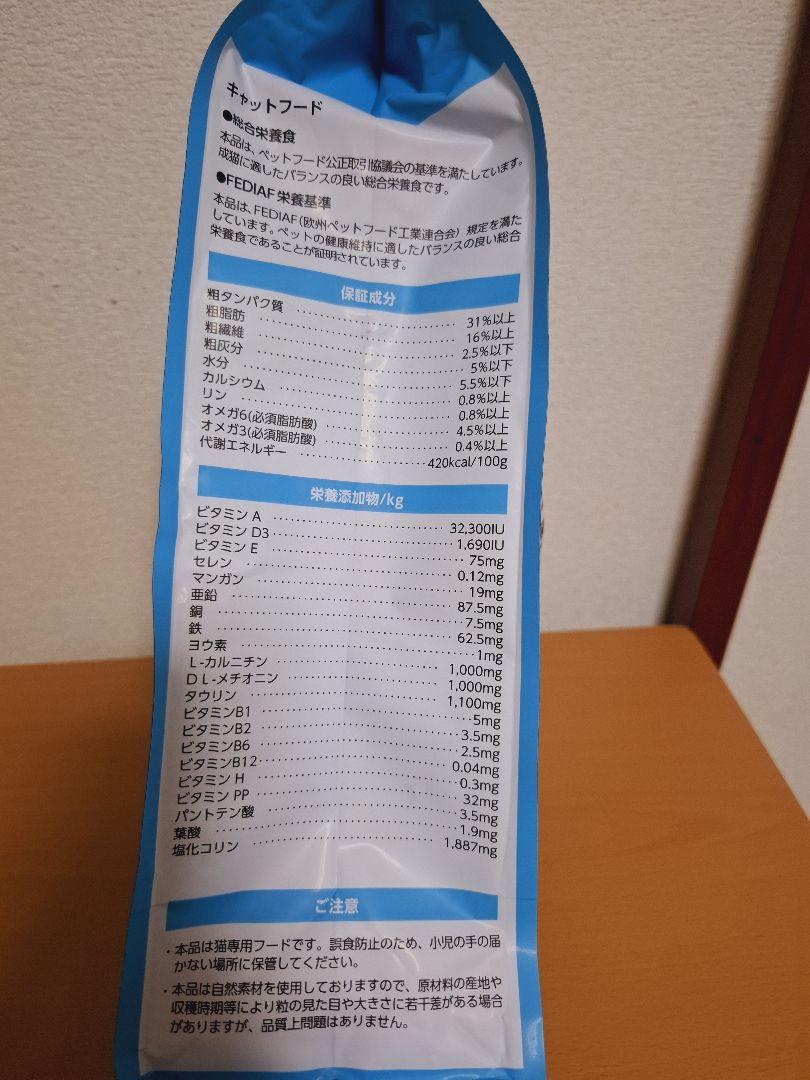 キャットフード
●総合栄養食
本品は、ペットフード公正取引協議会の基準を満たしています。
成猫に適したバランスの良い総合栄養食です。
●FEDIAF 栄養基準
本品は、FEDIAF(欧州ペットフード工業連合会) 規定を満た
しています。ペットの健康維持に適したバランスの良い総合
栄養食であることが証明されています。
保証成分
粗タンパク質 31%以上
粗脂肪 16%以上
粗繊維 2.5%以下
粗灰分 5%以下
水分 5.5%以下
カルシウム 0.8%以上
リン 0.8%以上
オメガ6(必須脂肪酸) 4.5%以上
オメガ3(必須脂肪酸) 0.4%以上
代謝エネルギー 420kcal/100g
栄養添加物/kg
ビタミン A 32,300IU
ビタミン D3 1,690IU
ビタミン E 75mg
セレン 0.12mg
マンガン 19mg
亜鉛 87.5mg
銅 7.5mg
鉄 62.5mg
ヨウ素 1mg
L-カルニチン 1,000mg
DL-メチオニン 1,000mg
タウリン 1,100mg
ビタミンB1 5mg
ビタミンB2 3.5mg
ビタミンB6 2.5mg
ビタミンB12 0.04mg
ビタミン H 0.3mg
ビタミン PP 32mg
パントテン酸 3.5mg
葉酸 1.9mg
塩化コリン 1,887mg
ご注意
・本品は猫専用フードです。誤食防止のため、小児の手の届
かない場所に保管してください。
・本品は自然素材を使用しておりますので、原材料の産地や
収穫時期等により粒の見た目や大きさに若干差がある場合
がありますが、品質上問題はありません。